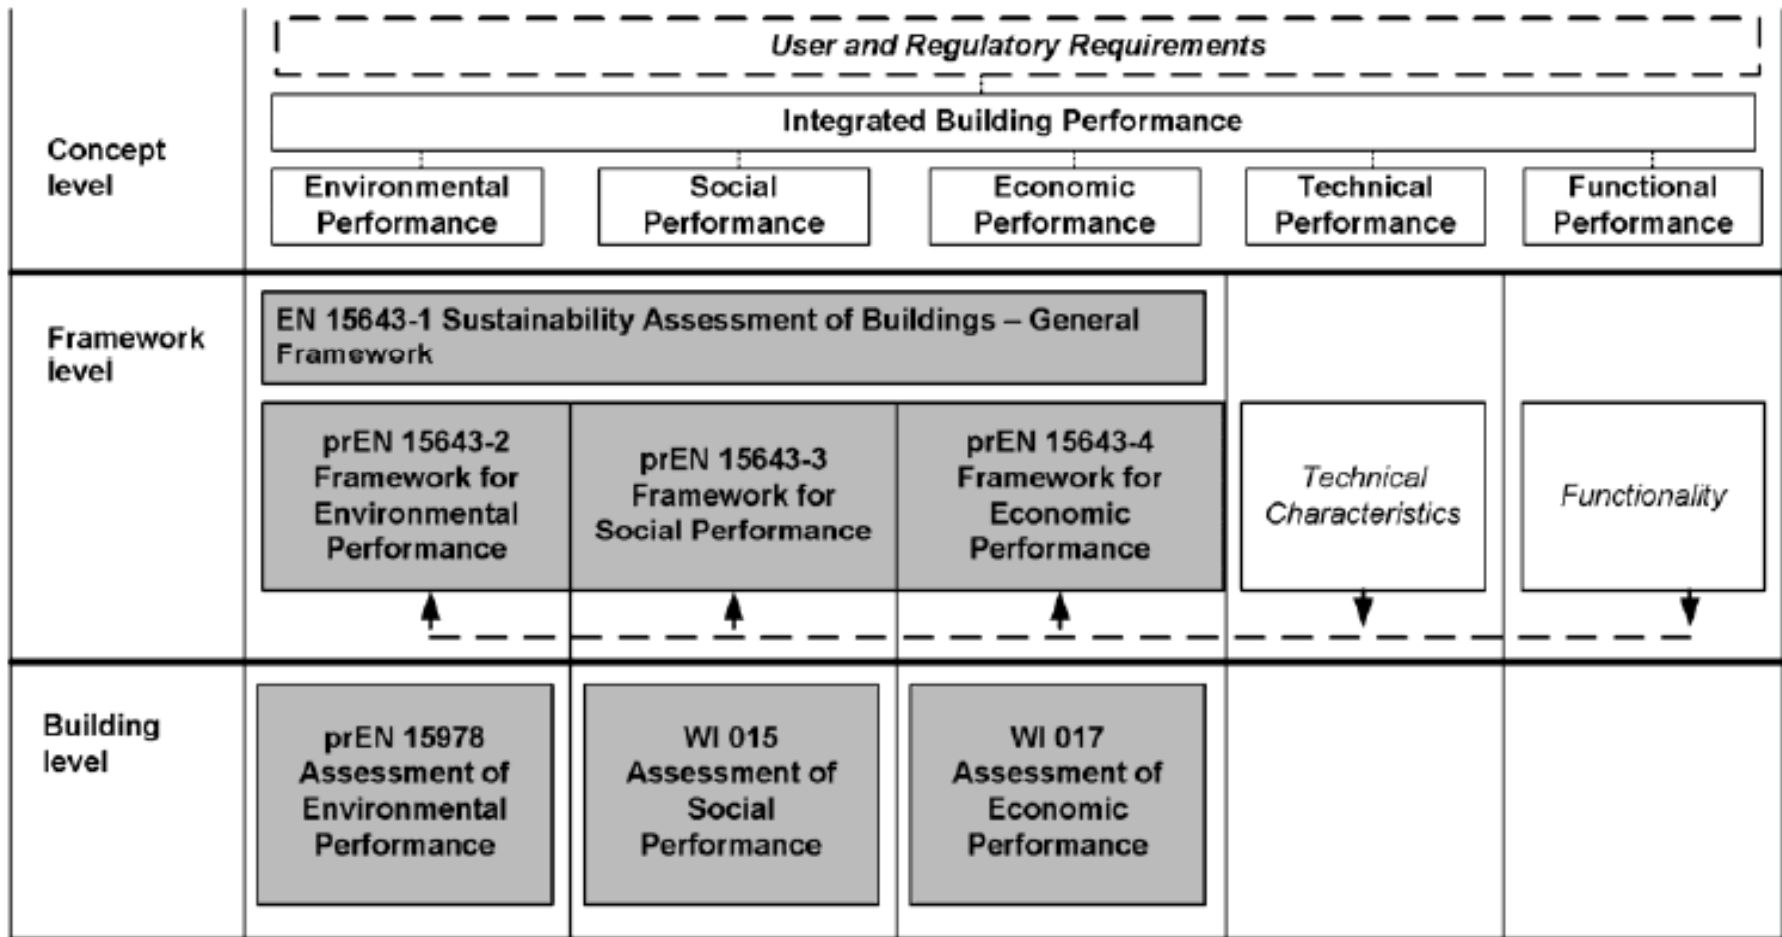 User and Regulatory Requirements
Integrated Building Performance
Concept
level
Environmental
Performance
Social
Performance
Economic
Performance
Technical
Performance
Functional
Performance
Framework
level
EN 15643-1 Sustainability Assessment of Buildings – General
Framework
prEN 15643-2
Framework for
Environmental
Performance
prEN 15643-3
Framework for
Social Performance
prEN 15643-4
Framework for
Economic
Performance
Technical
Characteristics
Functionality
Building
level
prEN 15978
Assessment of
Environmental
Performance
WI 015
Assessment of
Social
Performance
WI 017
Assessment of
Economic
Performance